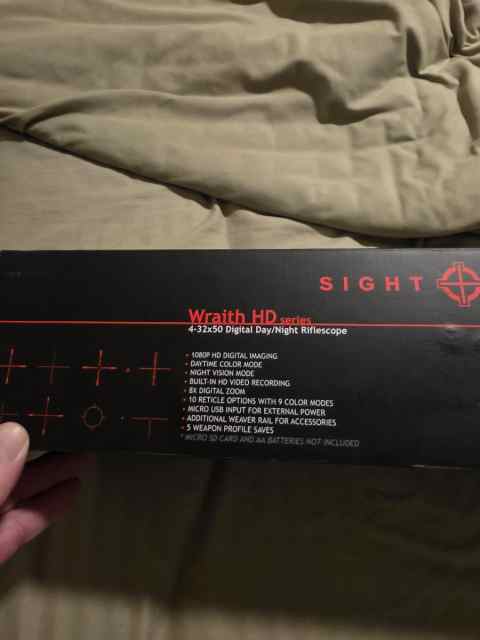 SIGHT
Wraith HD series
4-32x50 Digital Day/Night Riflescope
• 1080P HD DIGITAL IMAGING
• DAYTIME COLOR MODE
• NIGHT VISION MODE
• BUILT-IN HD VIDEO RECORDING
• 8X DIGITAL ZOOM
• 10 RETICLE OPTIONS WITH 9 COLOR MODES
• MICRO USB INPUT FOR EXTERNAL POWER
• ADDITIONAL WEAVER RAIL FOR ACCESSORIES
• 5 WEAPON PROFILE SAVES
* MICRO SD CARD AND AA BATTERIES NOT INCLUDED